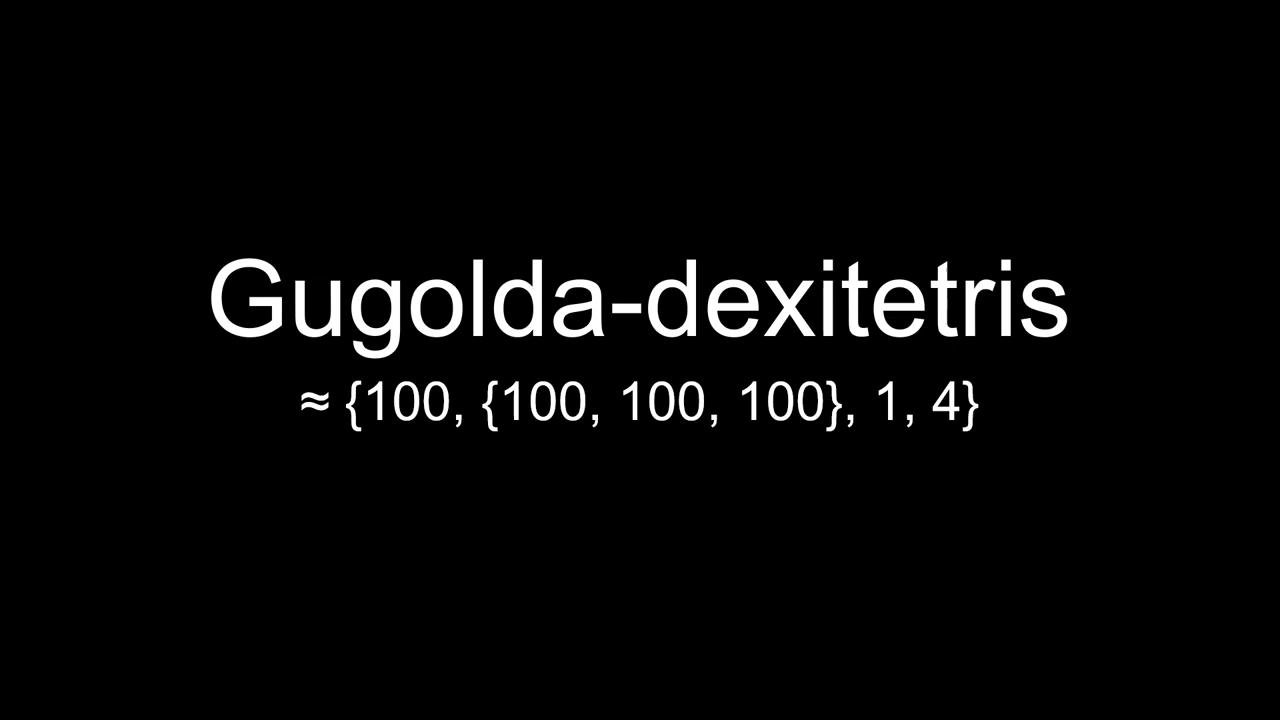 Gugolda-dexitetris
≈ {100, {100, 100, 100}, 1, 4}